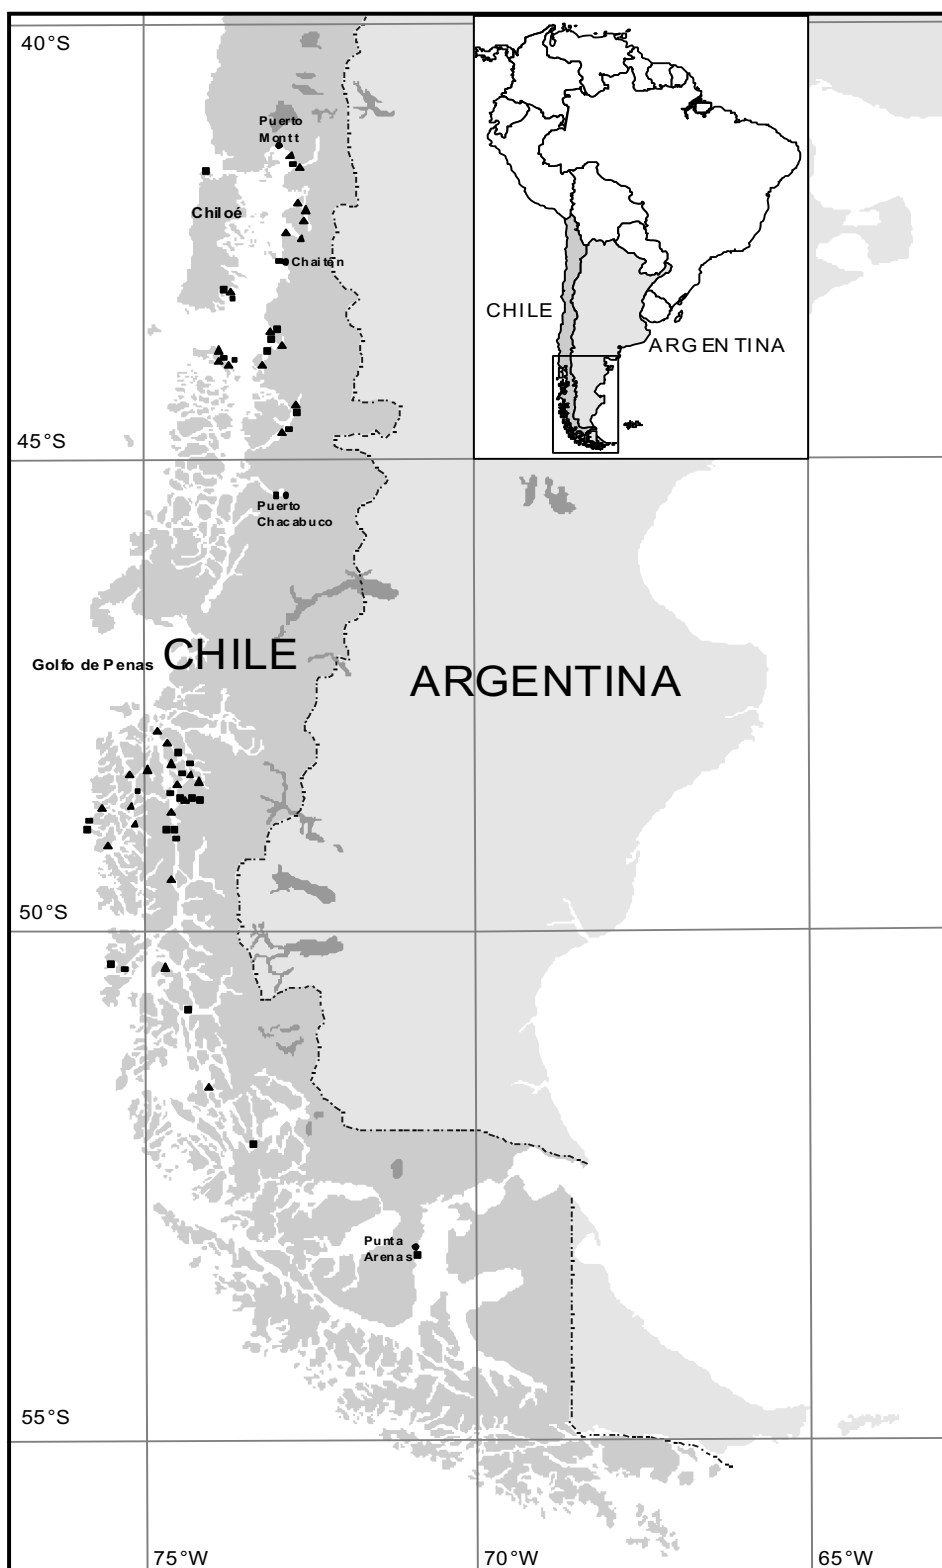 40°S
Puerto
Montt
Chiloé
Chaitén
CHILE
ARGENTINA
45°S
Puerto
Chacabuco
Golfo de Penas
CHILE
ARGENTINA
50°S
Punta
Arenas
55°S
75°W
70°W
65°W